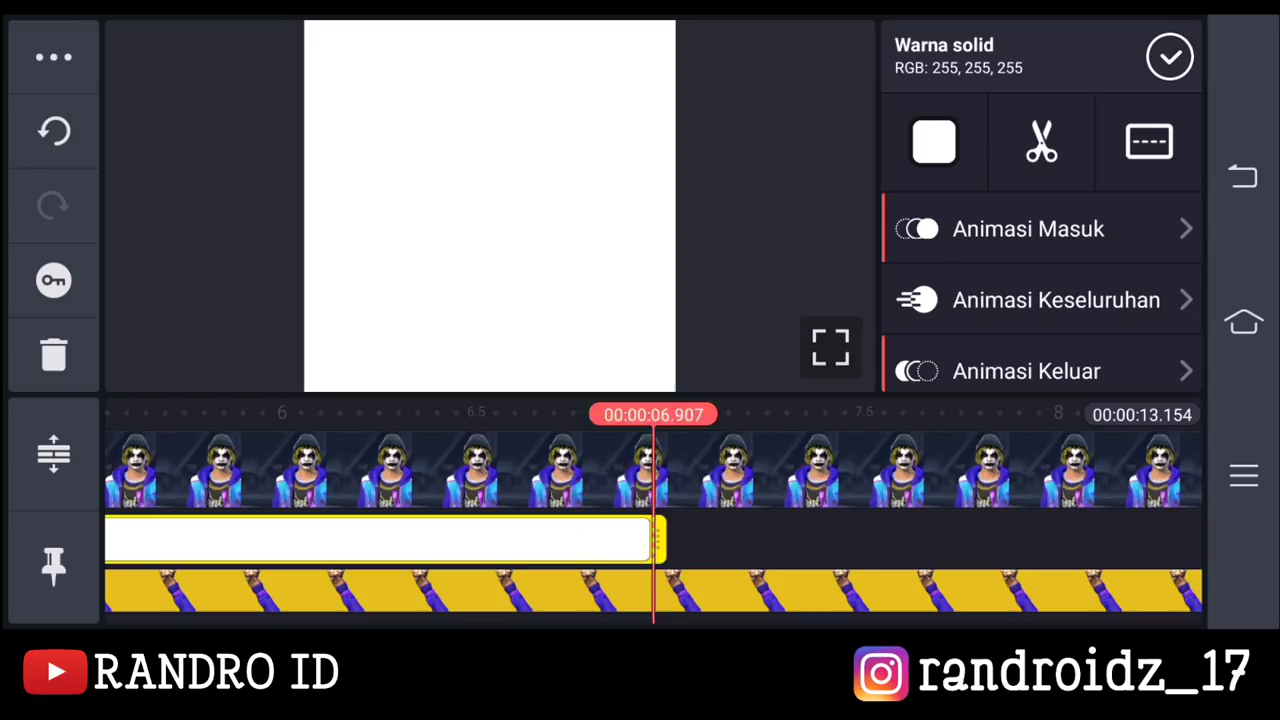 Warna solid
RGB: 255, 255, 255
Animasi Masuk
Animasi Keseluruhan
Animasi Keluar
6
6.5
00:00:06.907
7.5
8
00:00:13.154
RANDRO ID
randroidz_17